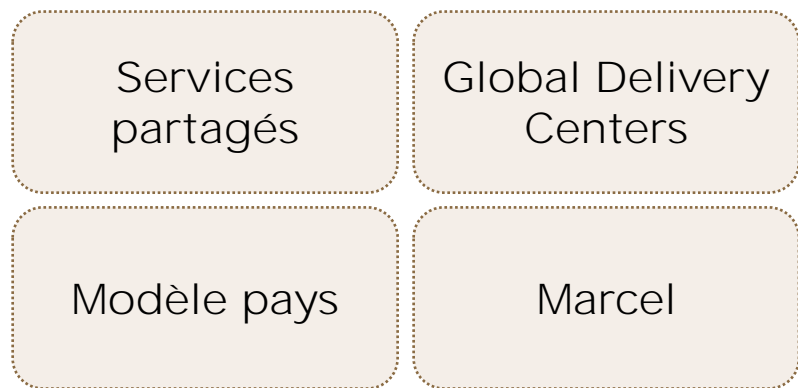 Services
partagés
Global Delivery
Centers
Modèle pays
Marcel